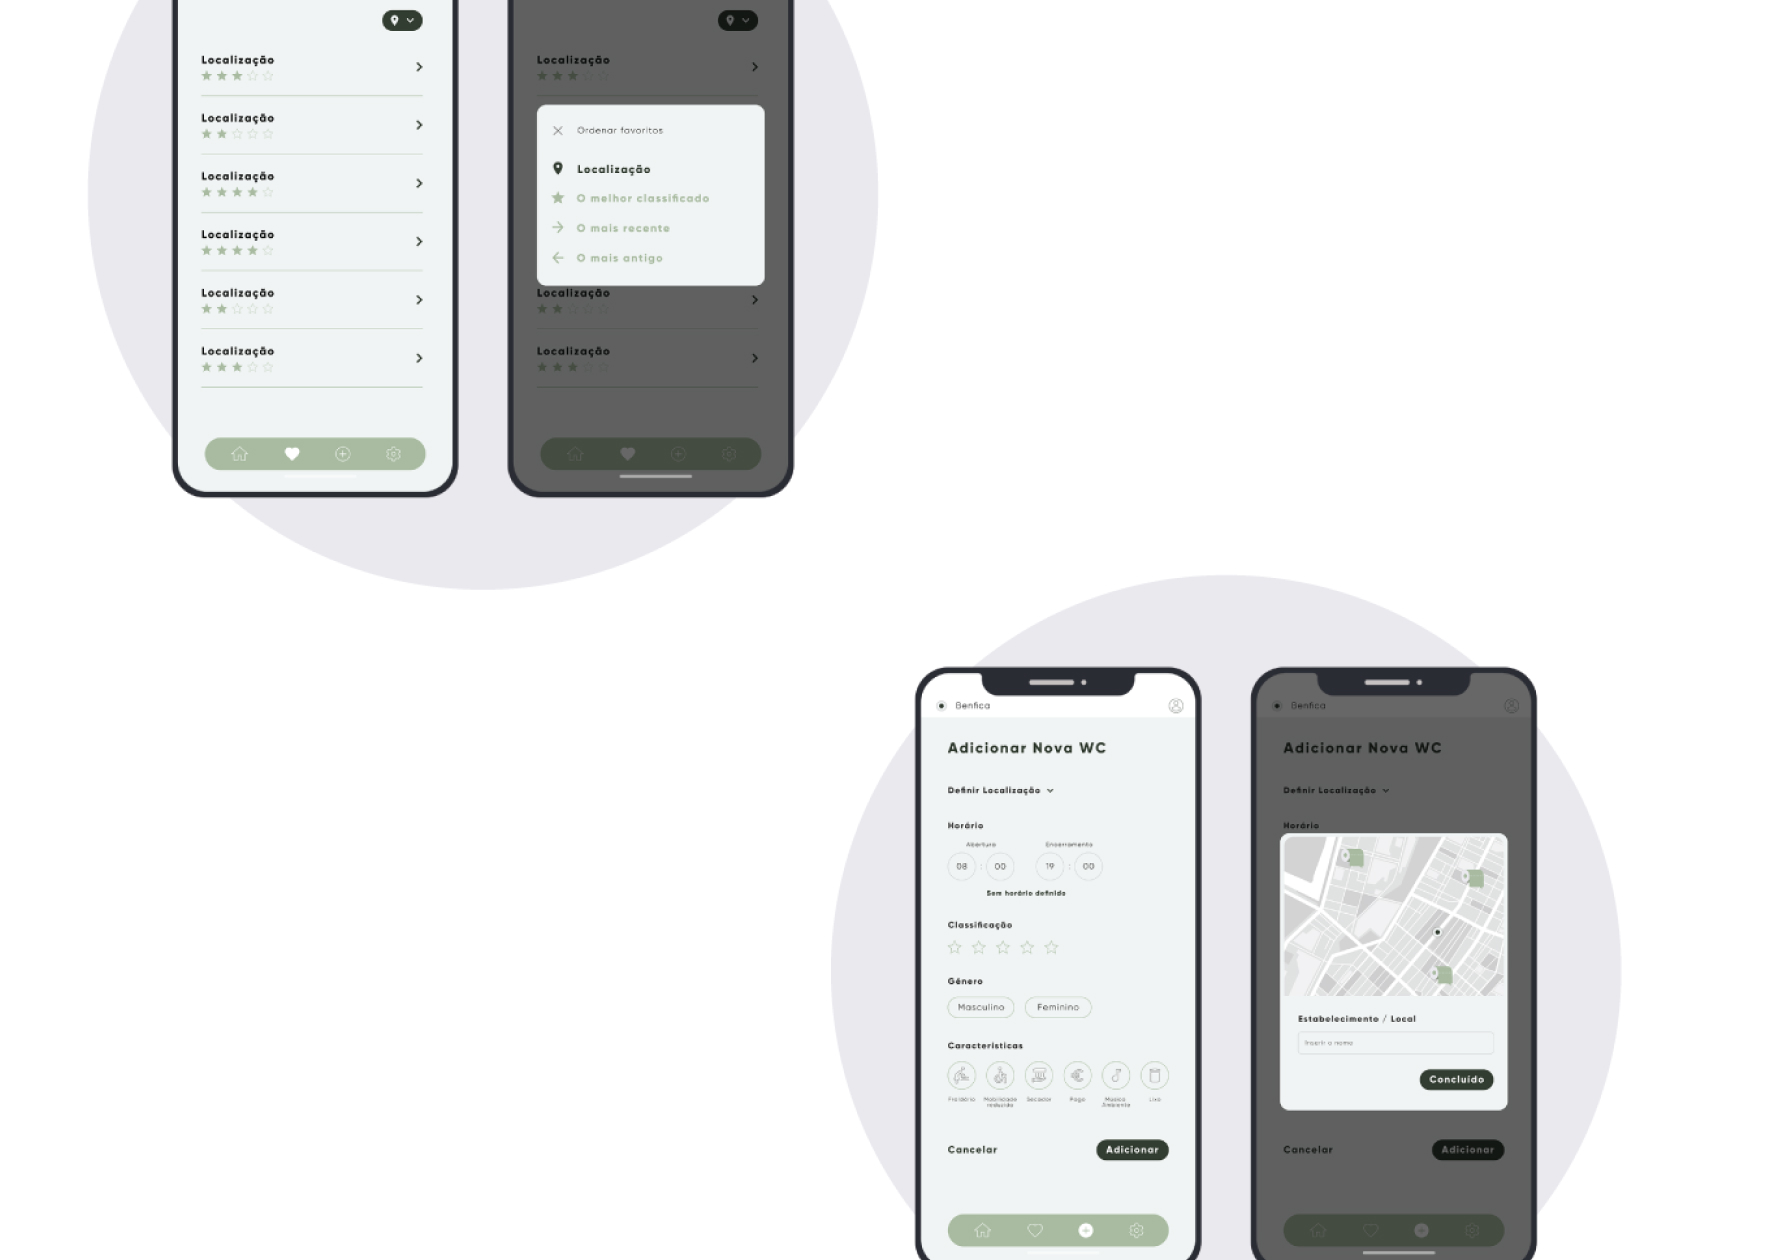 Localização
Localização
Localização
Localização
Localização
Localização
Localização
Ordenar favoritos
Localização
O melhor classificado
O mais recente
O mais antigo
Localização
Localização
Benfica
Adicionar Nova WC
Definir Localização
Horário
Abertura Encerramento
08 : 00 19 : 00
Sem horário definido
Classificação
Género
Masculino Feminino
Características
Fraldário Mobilidade reduzida Secador Pago Música Ambiente Lixo
Cancelar Adicionar
Benfica
Adicionar Nova WC
Definir Localização
Horário
Estabelecimento / Local
Inserir o nome
Concluído
Cancelar Adicionar